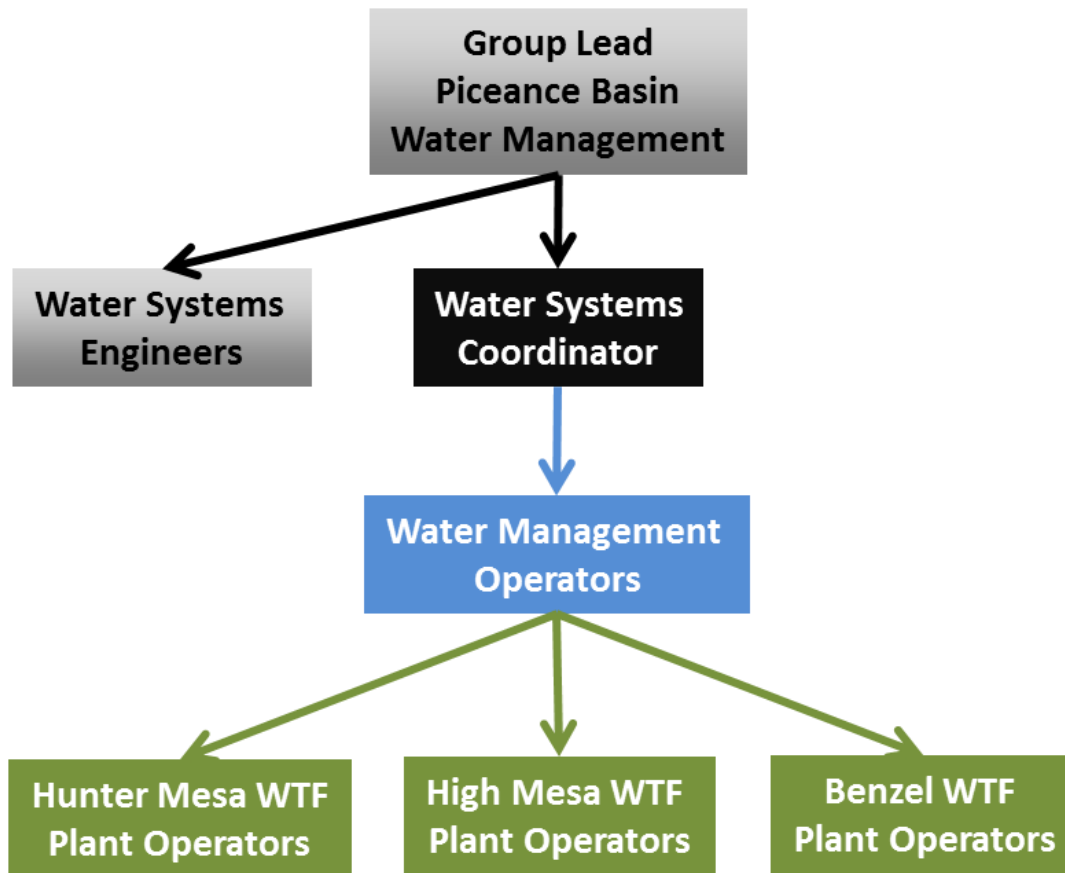 Group Lead
Piceance Basin
Water Management
Water Systems
Engineers
Water Systems
Coordinator
Water Management
Operators
Hunter Mesa WTF
Plant Operators
High Mesa WTF
Plant Operators
Benzel WTF
Plant Operators